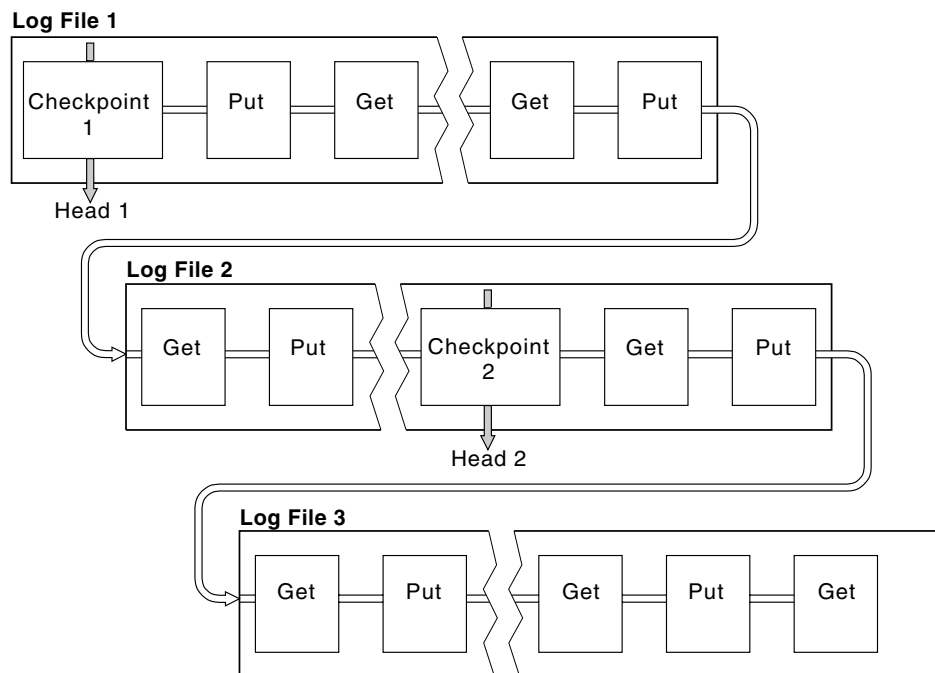 Log File 1
Checkpoint
1
Put
Get
Get
Put
Head 1
Log File 2
Get
Put
Checkpoint
2
Get
Put
Head 2
Log File 3
Get
Put
Get
Put
Get